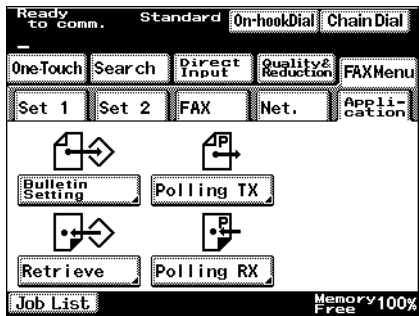 Ready to comm. Standard On-hookDial Chain Dial
One-Touch Search Direct Input Quality& Reduction FAXMenu
Set 1 Set 2 FAX Net. Appli-cation
P
Bulletin Setting Polling TX
P
Retrieve Polling RX
Job List Memory Free 100%